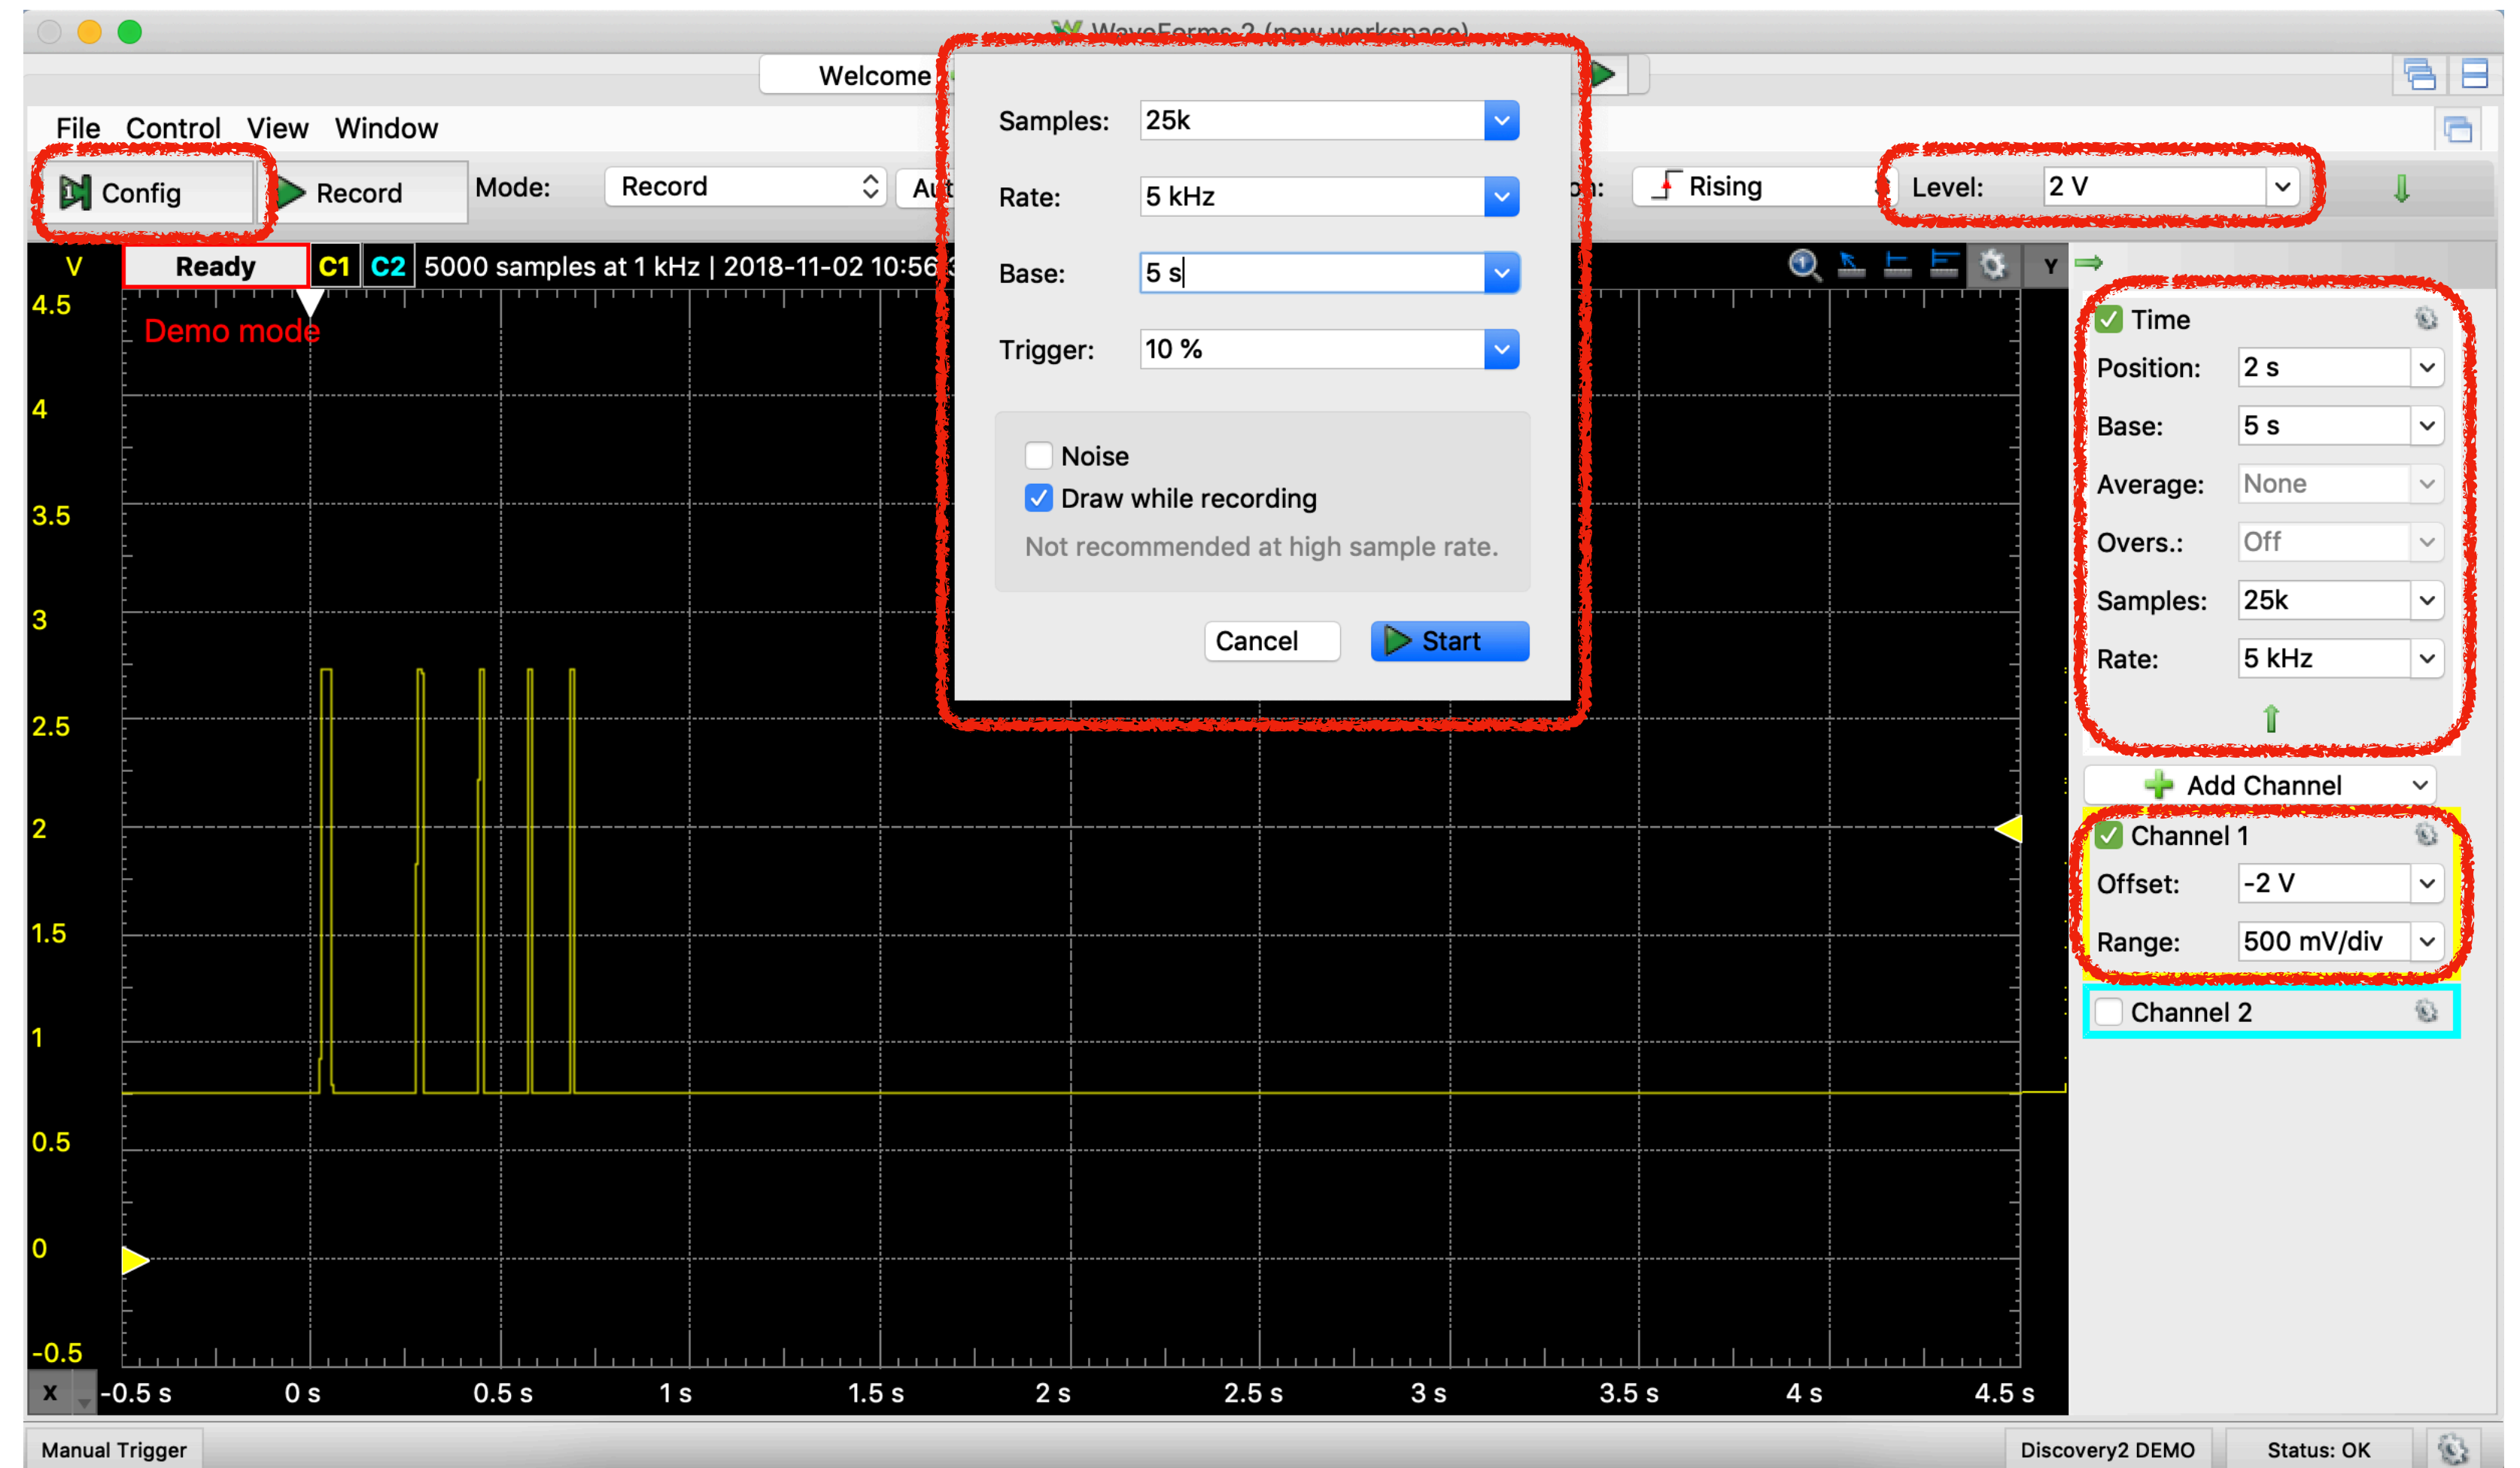 WaveForms 2 (new workspace)
Welcome
File Control View Window
Config
Record
Mode: Record
Rising
Level: 2 V
V
Ready C1 C2 5000 samples at 1 kHz | 2018-11-02 10:56
Y
Demo mode
Samples: 25k
Rate: 5 kHz
Base: 5 s
Trigger: 10 %
Noise
Draw while recording
Not recommended at high sample rate.
Cancel
Start
4.5
4
3.5
3
2.5
2
1.5
1
0.5
0
-0.5
X
-0.5 s 0 s 0.5 s 1 s 1.5 s 2 s 2.5 s 3 s 3.5 s 4 s 4.5 s
Time
Position: 2 s
Base: 5 s
Average: None
Overs.: Off
Samples: 25k
Rate: 5 kHz
Add Channel
Channel 1
Offset: -2 V
Range: 500 mV/div
Channel 2
Manual Trigger
Discovery2 DEMO
Status: OK